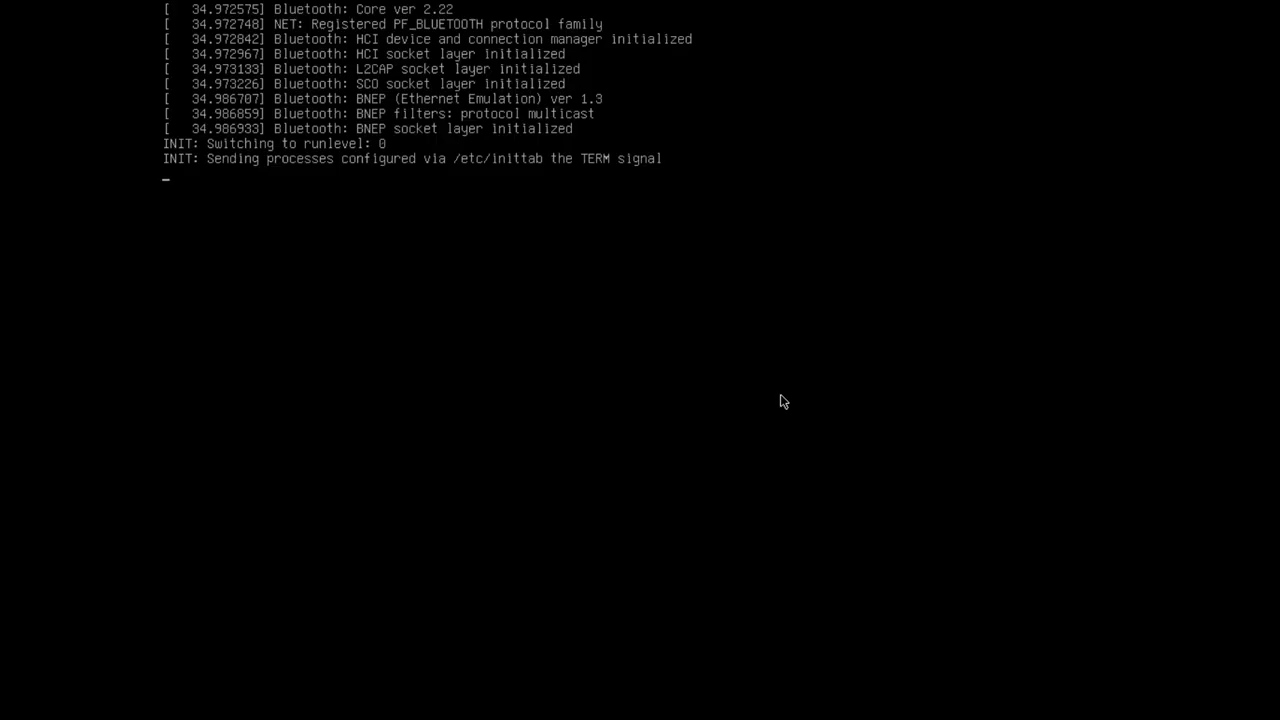 [   34.972575] Bluetooth: Core ver 2.22
[   34.972748] NET: Registered PF_BLUETOOTH protocol family
[   34.972842] Bluetooth: HCI device and connection manager initialized
[   34.972967] Bluetooth: HCI socket layer initialized
[   34.973133] Bluetooth: L2CAP socket layer initialized
[   34.973226] Bluetooth: SCO socket layer initialized
[   34.986707] Bluetooth: BNEP (Ethernet Emulation) ver 1.3
[   34.986859] Bluetooth: BNEP filters: protocol multicast
[   34.986933] Bluetooth: BNEP socket layer initialized
INIT: Switching to runlevel: 0
INIT: Sending processes configured via /etc/inittab the TERM signal